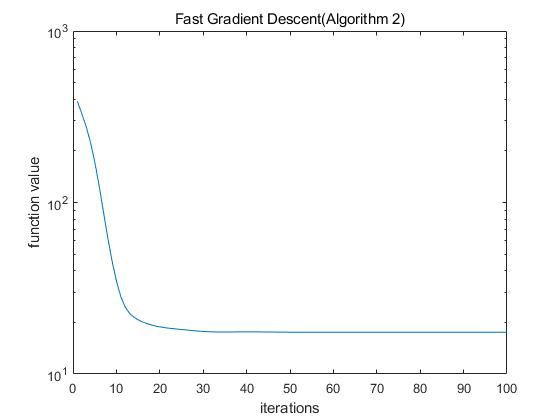 Fast Gradient Descent(Algorithm 2)
10^3
10^2
10^1
function value
0 10 20 30 40 50 60 70 80 90 100
iterations